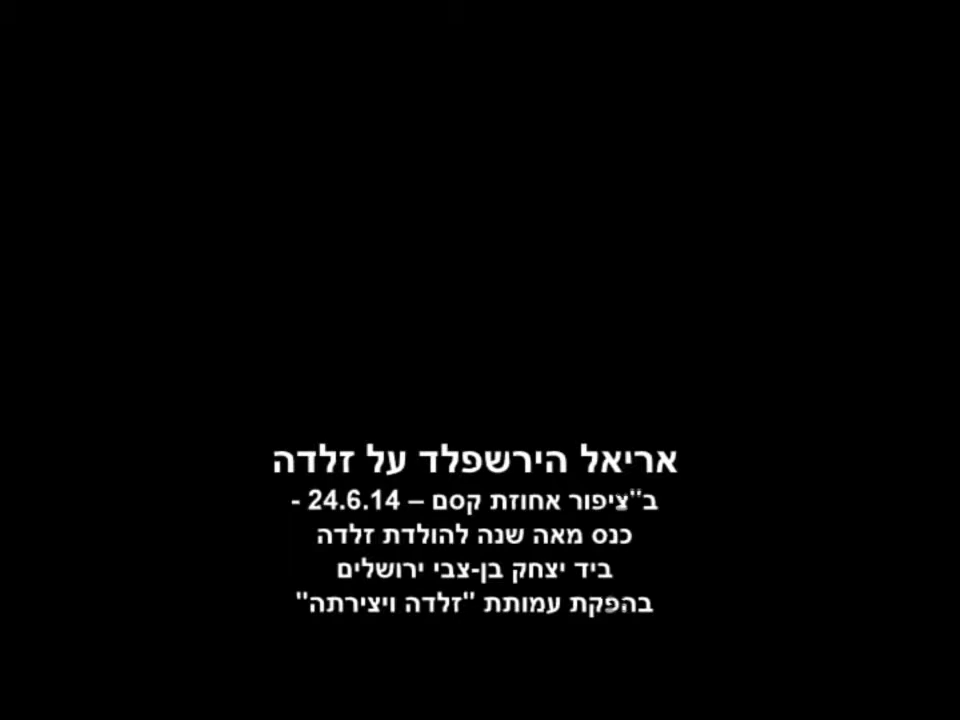 אריאל הירשפלד על זלדה
ב"ציפור אחוזת קסם – 24.6.14 -
כנס מאה שנה להולדת זלדה
ביד יצחק בן-צבי ירושלים
בהפקת עמותת "זלדה ויצירתה"